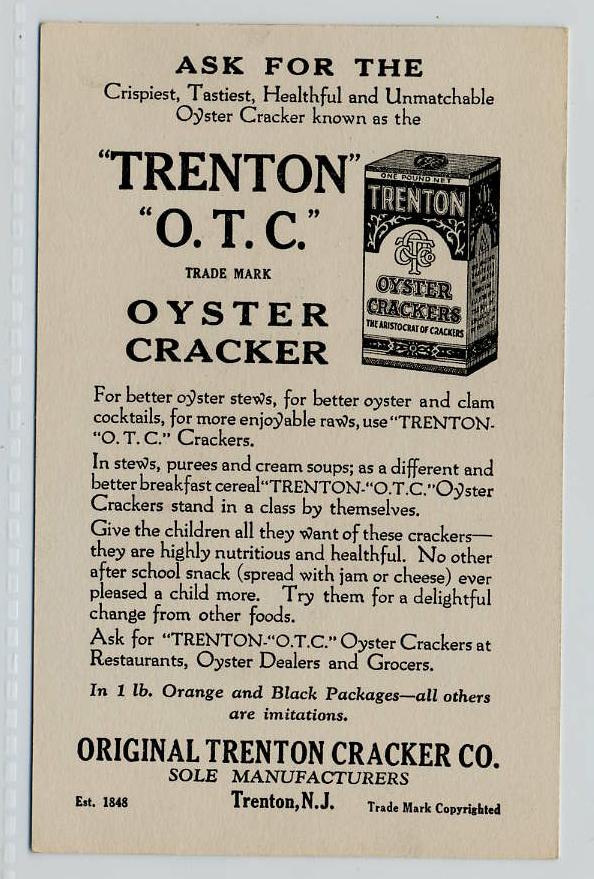 ASK FOR THE
Crispiest, Tastiest, Healthful and Unmatchable
Oyster Cracker known as the
“TRENTON”
“O. T. C.”
TRADE MARK
OYSTER
CRACKER
ONE POUND NET
TRENTON
OTCCo
OYSTER
CRACKERS
THE ARISTOCRAT OF CRACKERS
For better oyster stews, for better oyster and clam
cocktails, for more enjoyable raws, use “TRENTON-
“O. T. C.” Crackers.
In stews, purees and cream soups; as a different and
better breakfast cereal “TRENTON-“O.T.C.” Oyster
Crackers stand in a class by themselves.
Give the children all they want of these crackers—
they are highly nutritious and healthful. No other
after school snack (spread with jam or cheese) ever
pleased a child more. Try them for a delightful
change from other foods.
Ask for “TRENTON-“O.T.C.” Oyster Crackers at
Restaurants, Oyster Dealers and Grocers.
In 1 lb. Orange and Black Packages—all others
are imitations.
ORIGINAL TRENTON CRACKER CO.
SOLE MANUFACTURERS
Est. 1848 Trenton, N.J. Trade Mark Copyrighted